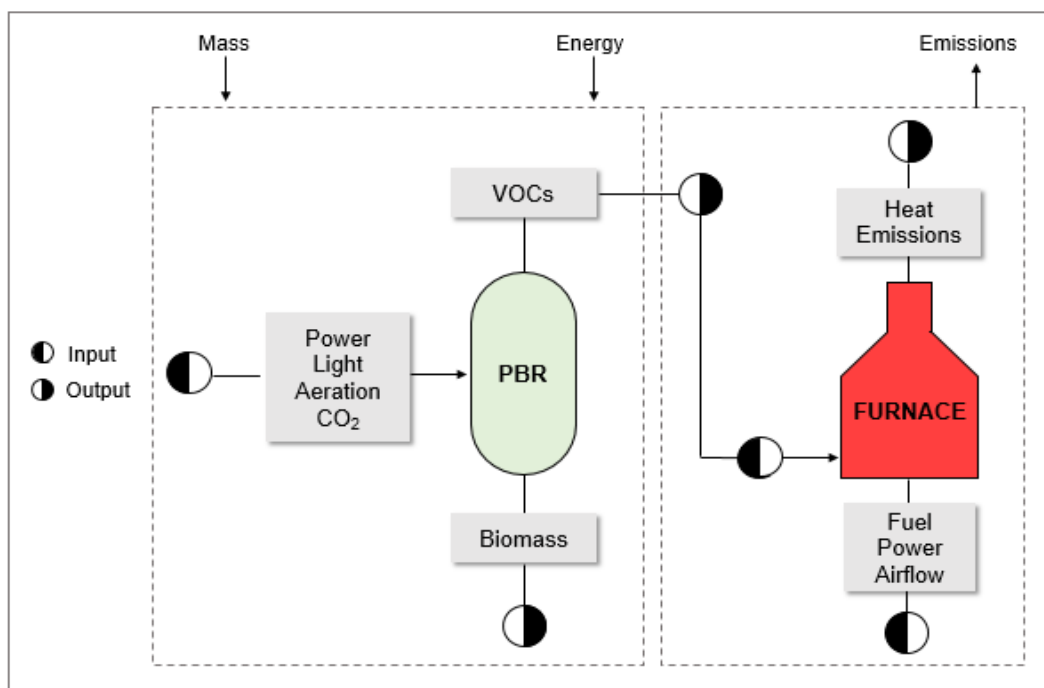 Mass
Energy
Emissions
VOCs
Heat
Emissions
Input
Output
Power
Light
Aeration
CO₂
PBR
FURNACE
Biomass
Fuel
Power
Airflow